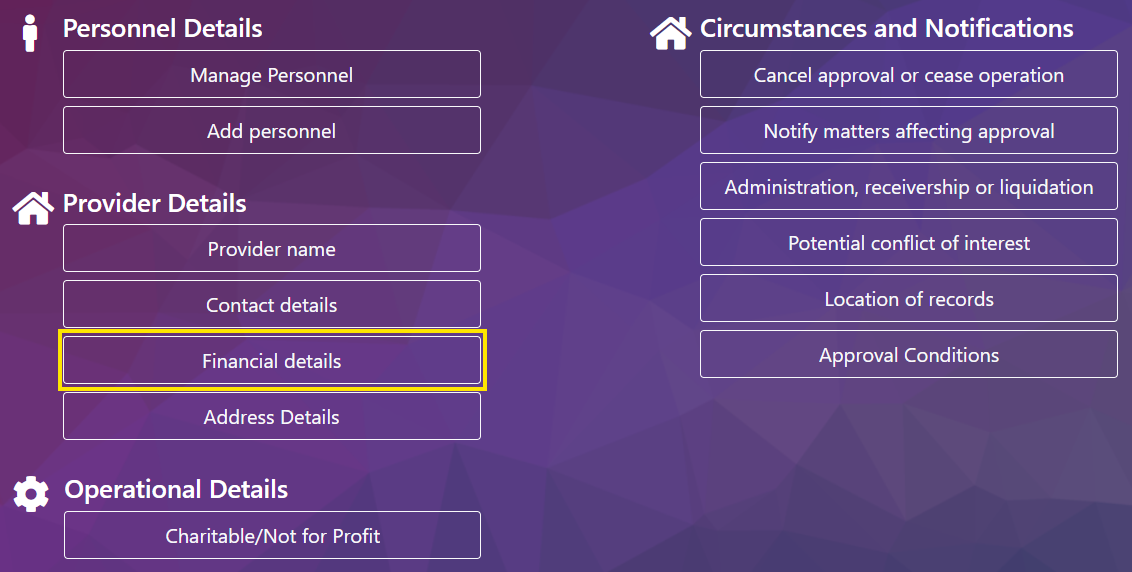 Personnel Details
Manage Personnel
Add personnel
Provider Details
Provider name
Contact details
Financial details
Address Details
Operational Details
Charitable/Not for Profit
Circumstances and Notifications
Cancel approval or cease operation
Notify matters affecting approval
Administration, receivership or liquidation
Potential conflict of interest
Location of records
Approval Conditions